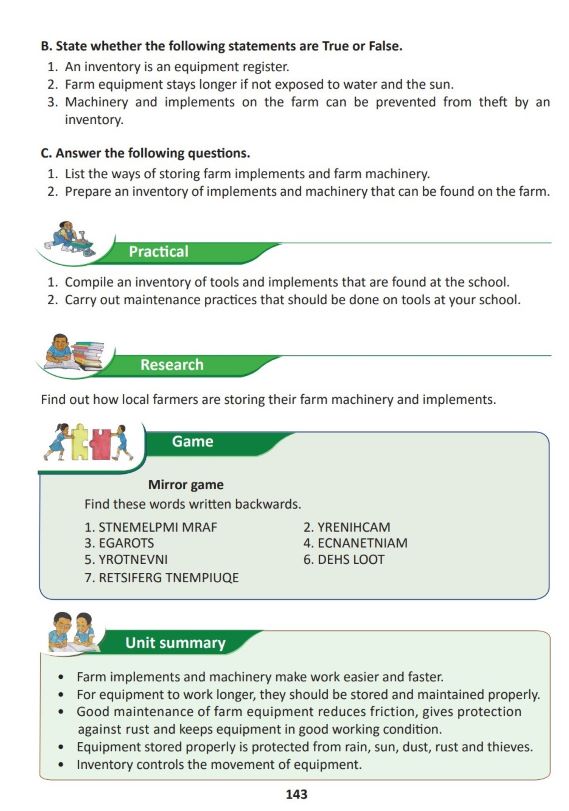 B. State whether the following statements are True or False.
1. An inventory is an equipment register.
2. Farm equipment stays longer if not exposed to water and the sun.
3. Machinery and implements on the farm can be prevented from theft by an
inventory.
C. Answer the following questions.
1. List the ways of storing farm implements and farm machinery.
2. Prepare an inventory of implements and machinery that can be found on the farm.
Practical
1. Compile an inventory of tools and implements that are found at the school.
2. Carry out maintenance practices that should be done on tools at your school.
Research
Find out how local farmers are storing their farm machinery and implements.
Game
Mirror game
Find these words written backwards.
1. STNEMELPMI MRAF 2. YRENIHCAM
3. EGAROTS 4. ECNANETNIAM
5. YROTNEVNI 6. DEHS LOOT
7. RETSIFERG TNEMPIUQE
Unit summary
• Farm implements and machinery make work easier and faster.
• For equipment to work longer, they should be stored and maintained properly.
• Good maintenance of farm equipment reduces friction, gives protection
against rust and keeps equipment in good working condition.
• Equipment stored properly is protected from rain, sun, dust, rust and thieves.
• Inventory controls the movement of equipment.
143